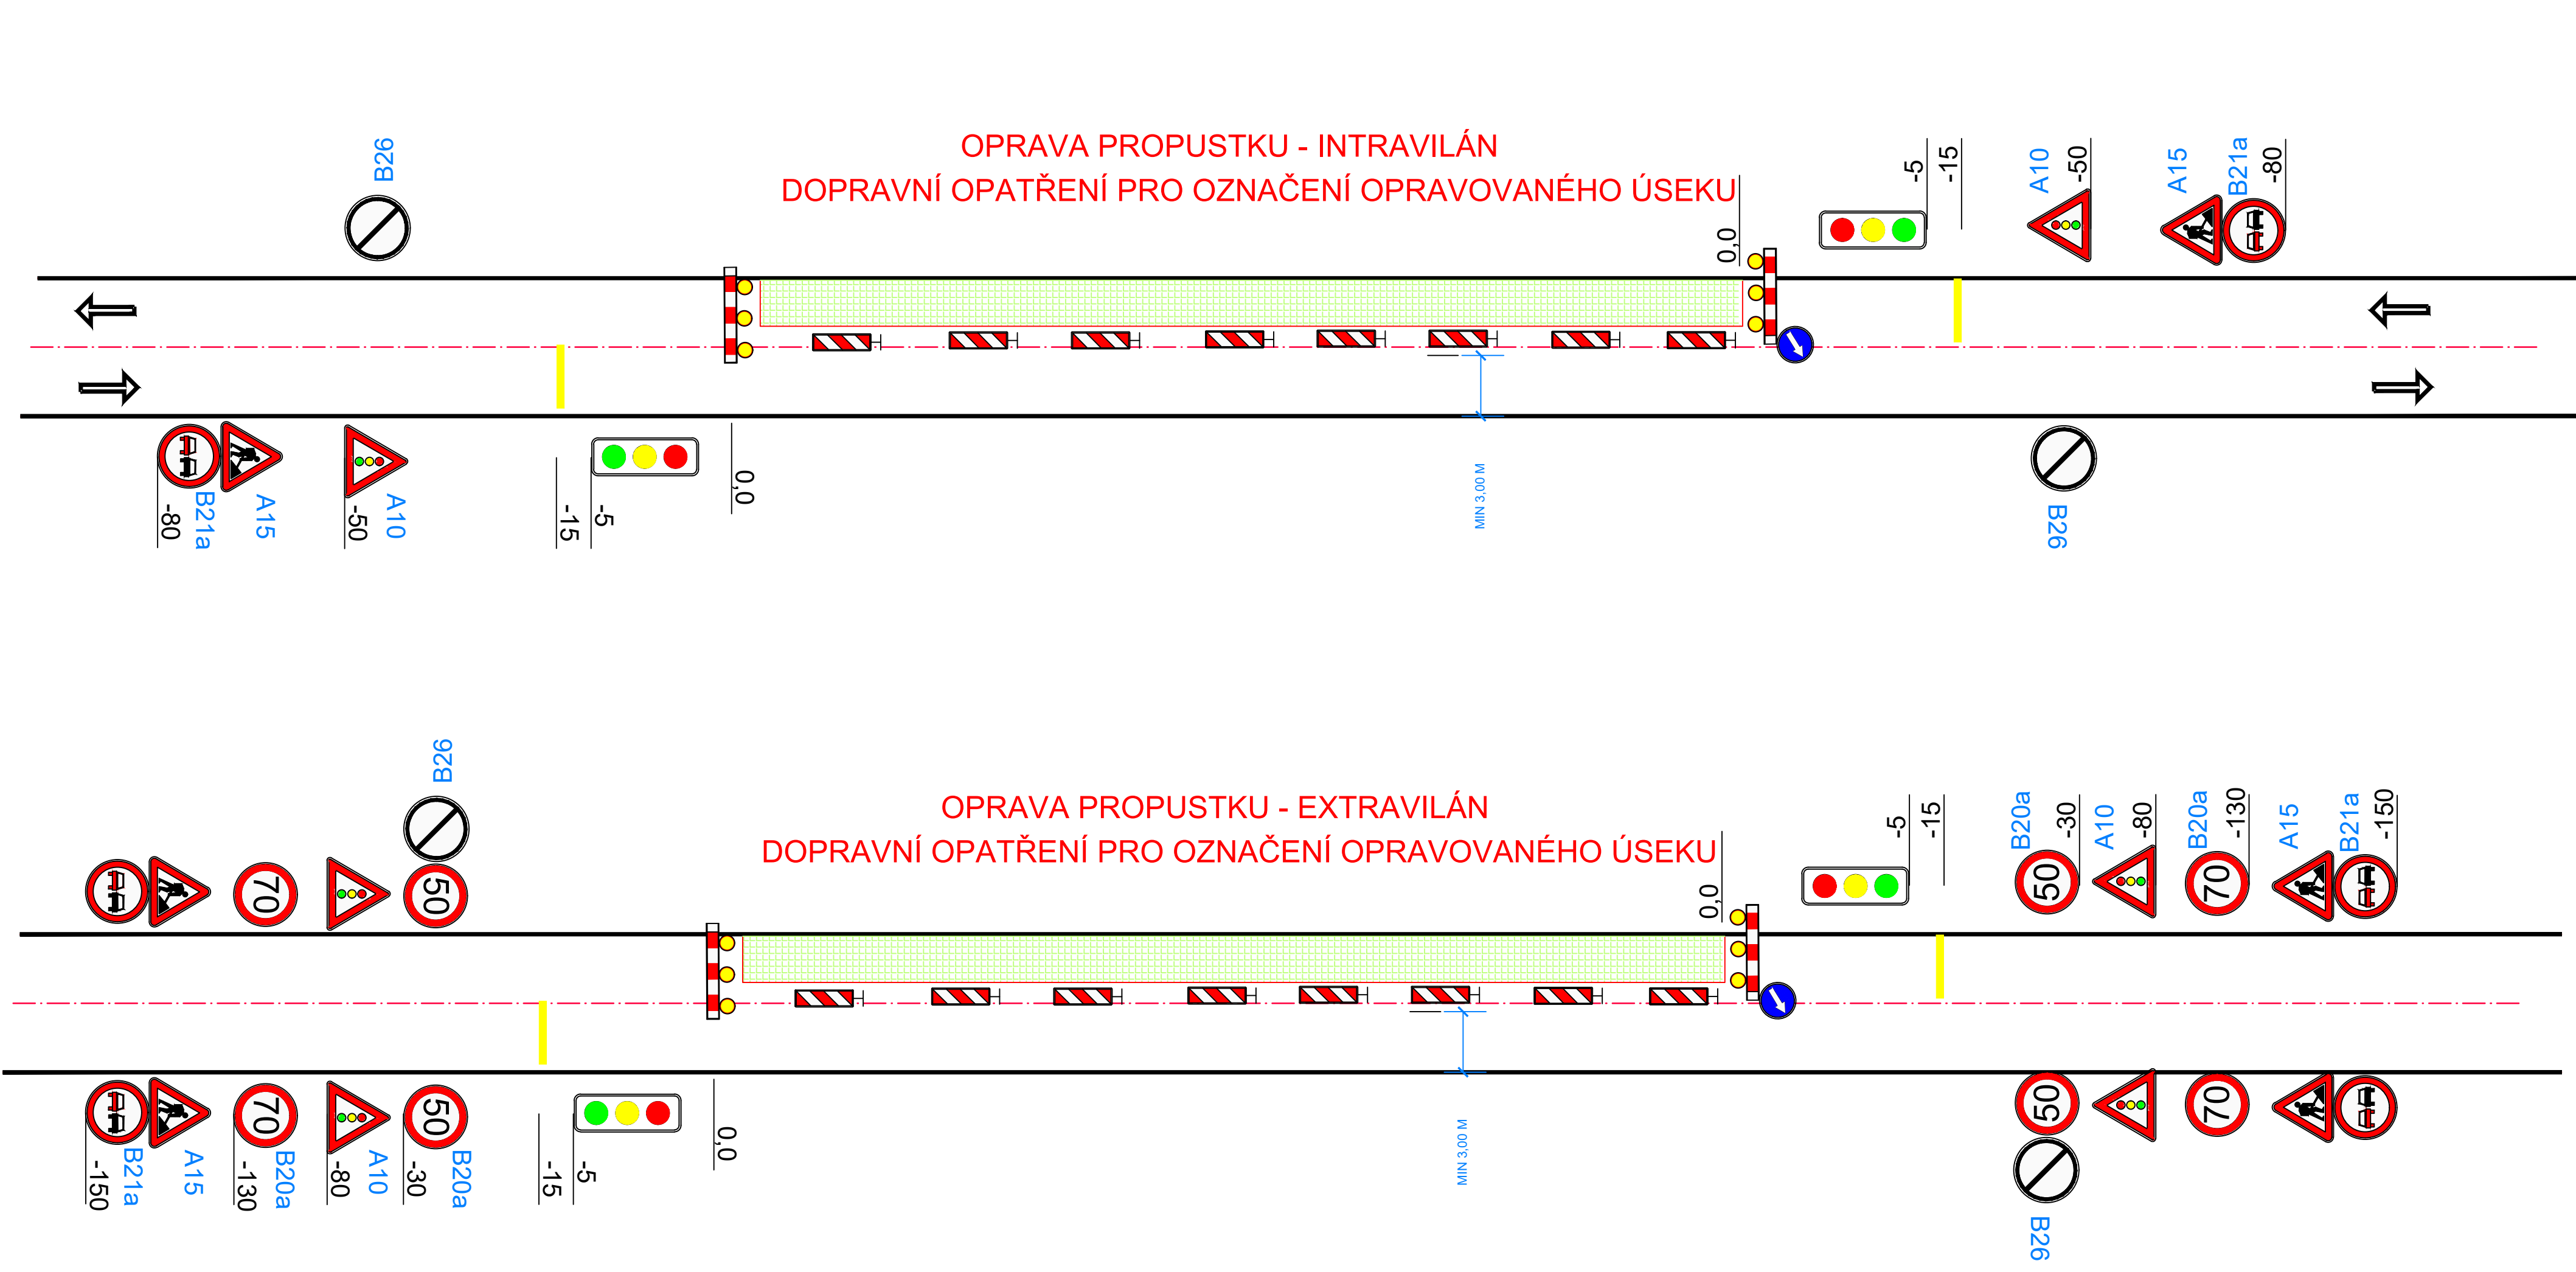 B26
OPRAVA PROPUSTKU - INTRAVILÁN
DOPRAVNÍ OPATŘENÍ PRO OZNAČENÍ OPRAVOVANÉHO ÚSEKU
0,0
-5
-15
A10
-50
A15
B21a
-80
-80
B21a
A15
-50
A10
-15
-5
0,0
MIN 3,00 M
B26
B26
OPRAVA PROPUSTKU - EXTRAVILÁN
DOPRAVNÍ OPATŘENÍ PRO OZNAČENÍ OPRAVOVANÉHO ÚSEKU
0,0
-5
-15
B20a
-30
A10
-80
B20a
-130
A15
B21a
-150
70
50
50
70
70
50
50
70
-150
B21a
A15
-130
B20a
-80
A10
-30
B20a
-15
-5
0,0
MIN 3,00 M
B26